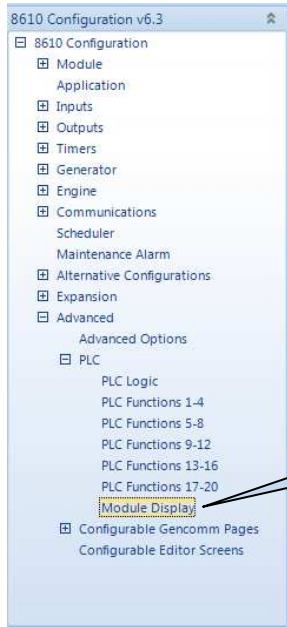 8610 Configuration v6.3
8610 Configuration
Module
Application
Inputs
Outputs
Timers
Generator
Engine
Communications
Scheduler
Maintenance Alarm
Alternative Configurations
Expansion
Advanced
Advanced Options
PLC
PLC Logic
PLC Functions 1-4
PLC Functions 5-8
PLC Functions 9-12
PLC Functions 13-16
PLC Functions 17-20
Module Display
Configurable Gencomm Pages
Configurable Editor Screens